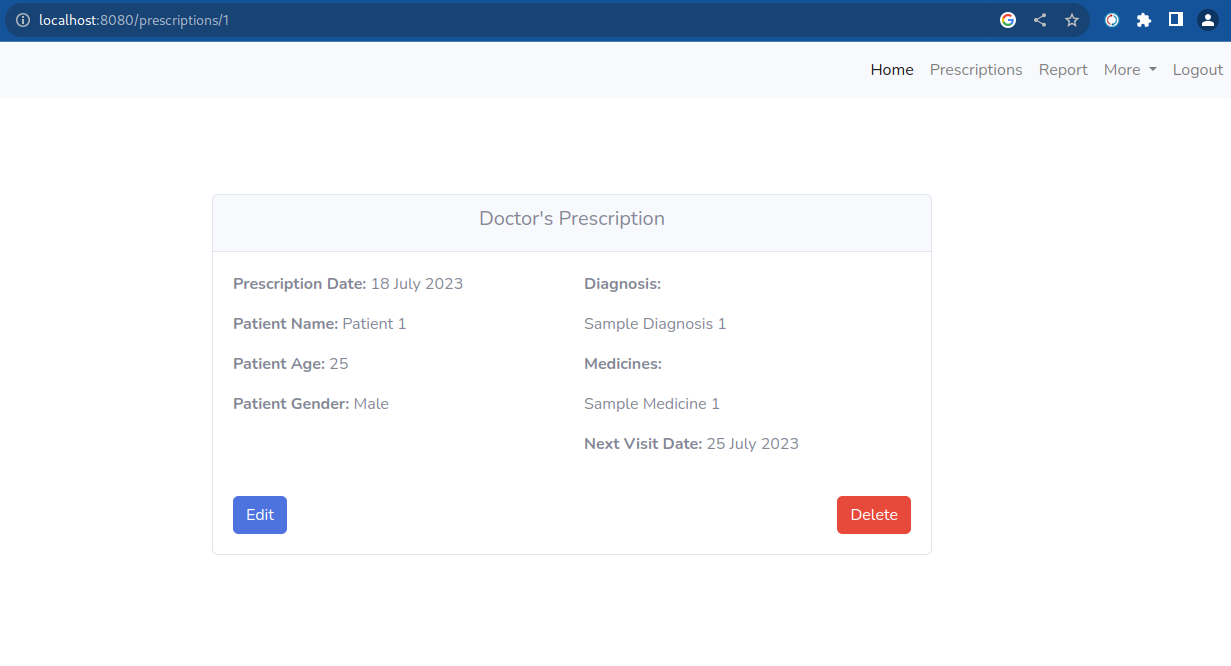 localhost:8080/prescriptions/1
Home Prescriptions Report More Logout
Doctor's Prescription
Prescription Date: 18 July 2023
Patient Name: Patient 1
Patient Age: 25
Patient Gender: Male
Diagnosis:
Sample Diagnosis 1
Medicines:
Sample Medicine 1
Next Visit Date: 25 July 2023
Edit
Delete